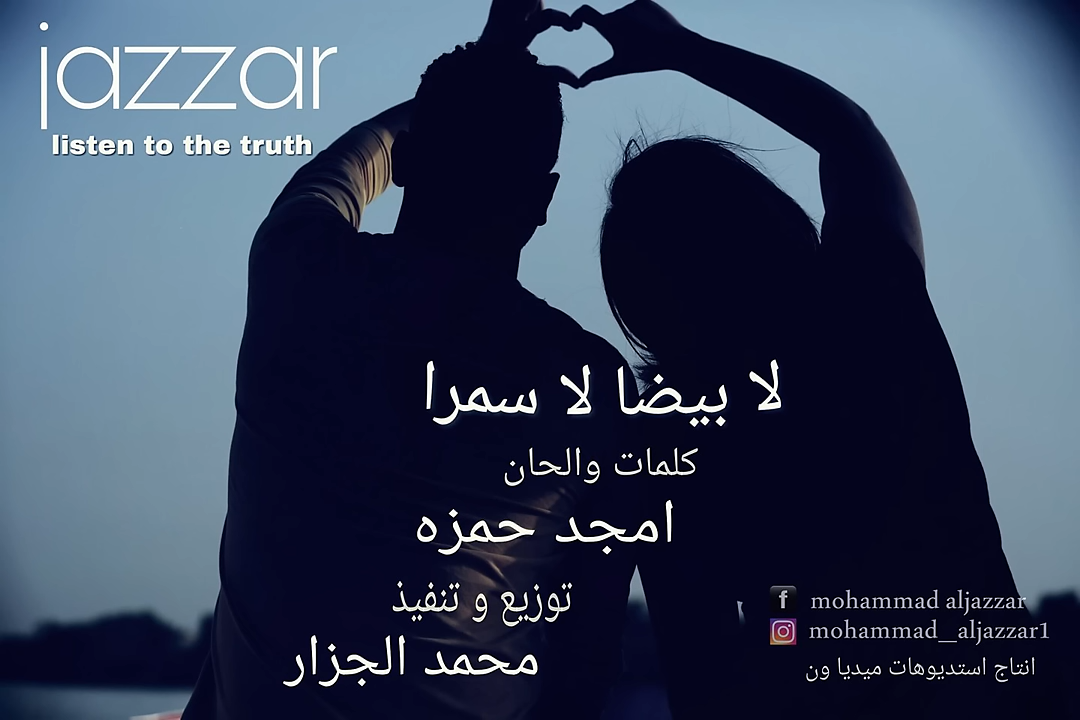 jazzar
listen to the truth
لا بيضا لا سمرا
كلمات والحان
امجد حمزه
توزيع و تنفيذ
محمد الجزار
mohammad aljazzar
mohammad_aljazzar1
انتاج استديوهات ميديا ون